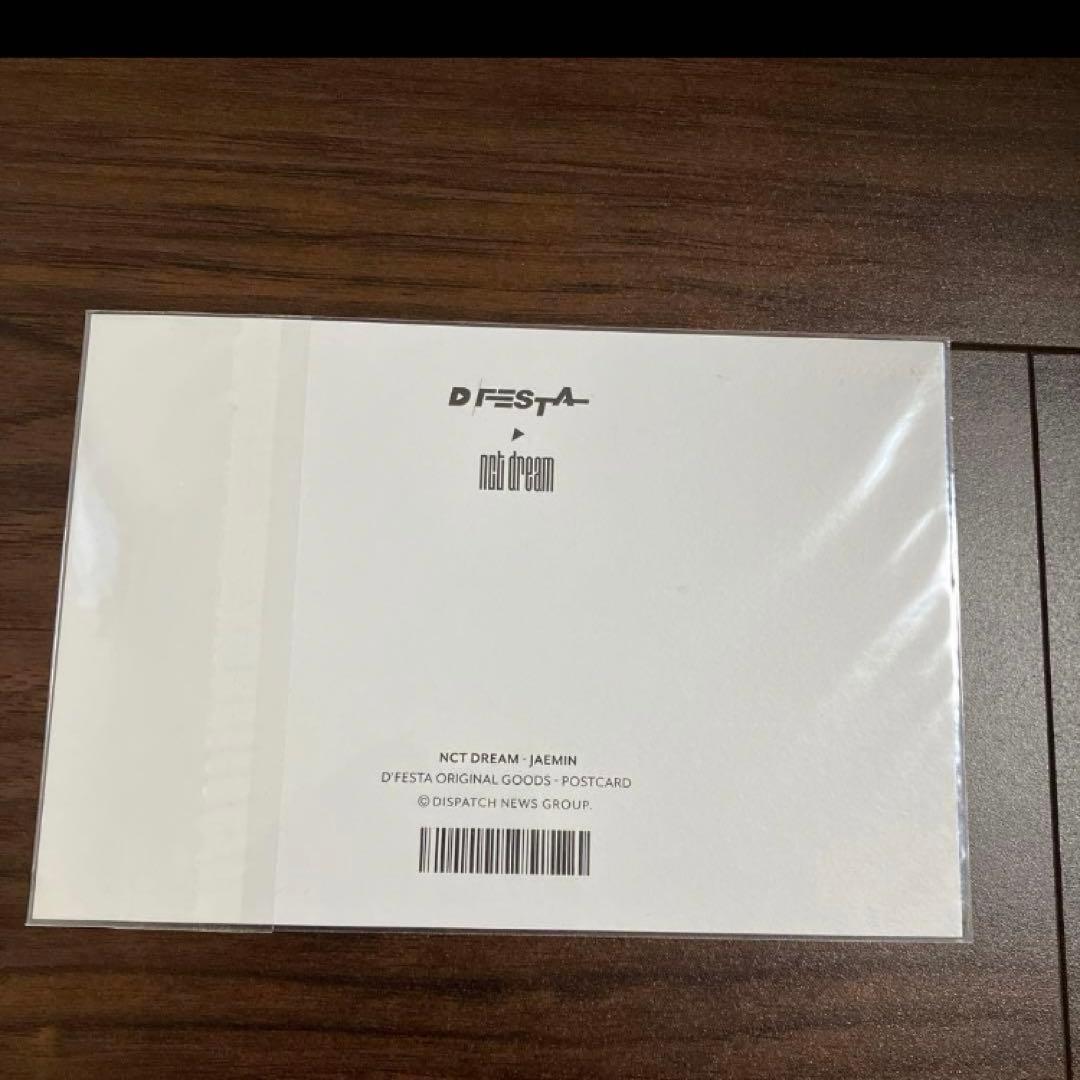 D/FESTA
nct dream
NCT DREAM - JAEMIN
D'FESTA ORIGINAL GOODS - POSTCARD
© DISPATCH NEWS GROUP.